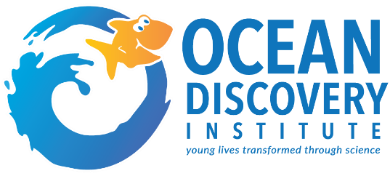 OCEAN
DISCOVERY
INSTITUTE
young lives transformed through science